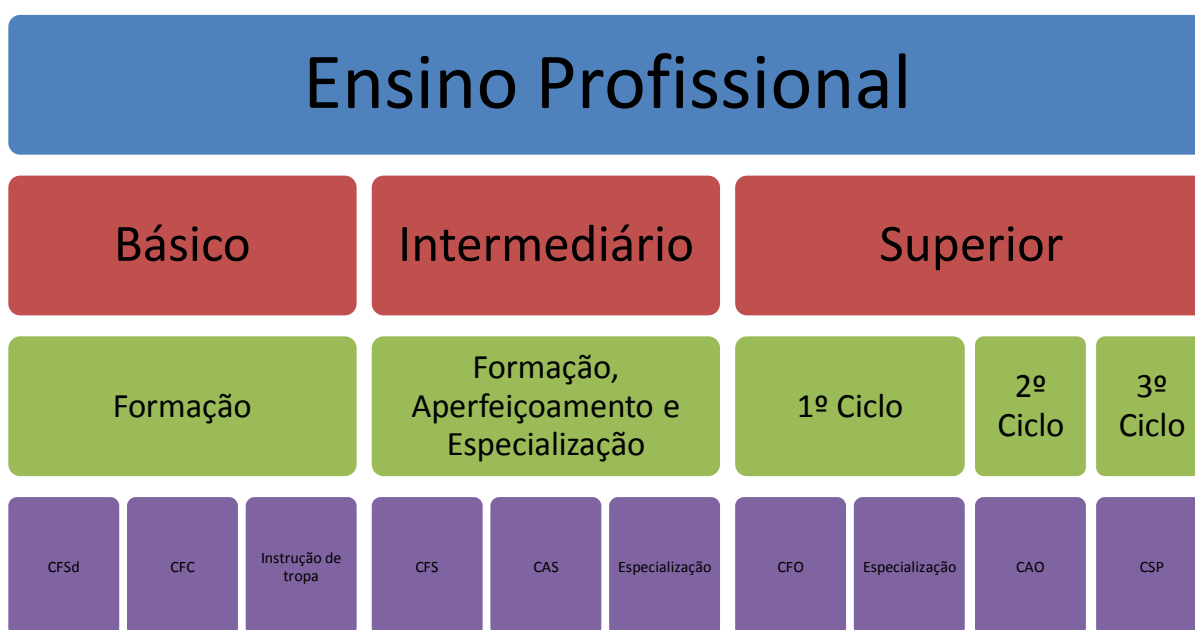 Ensino Profissional
Básico
Intermediário
Superior
Formação
Formação,
Aperfeiçoamento e
Especialização
1º Ciclo
2º
Ciclo
3º
Ciclo
CFSd
CFC
Instrução de
tropa
CFS
CAS
Especialização
CFO
Especialização
CAO
CSP